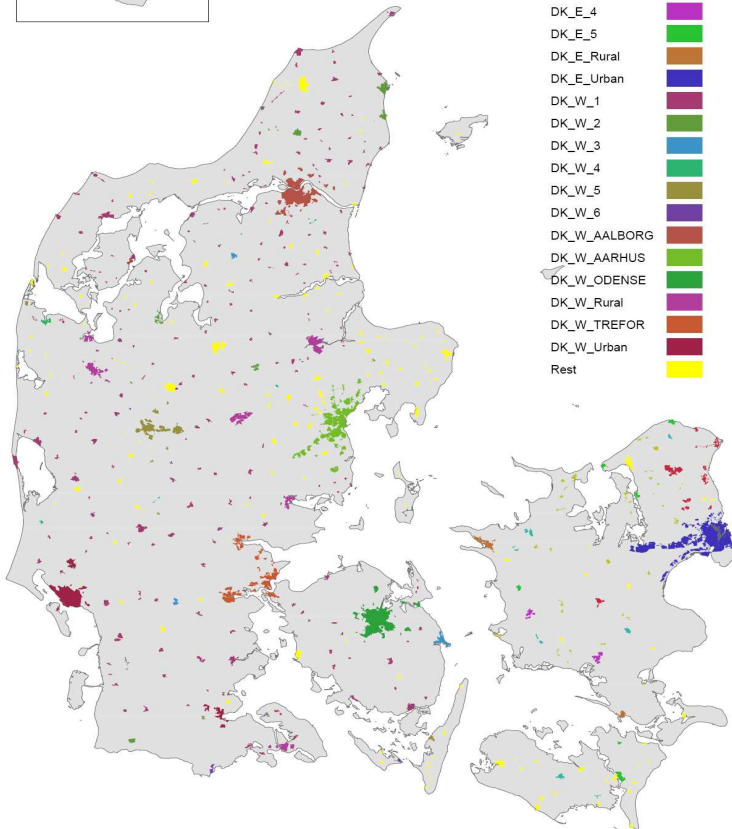 DK_E_4
DK_E_5
DK_E_Rural
DK_E_Urban
DK_W_1
DK_W_2
DK_W_3
DK_W_4
DK_W_5
DK_W_6
DK_W_AALBORG
DK_W_AARHUS
DK_W_ODENSE
DK_W_Rural
DK_W_TREFOR
DK_W_Urban
Rest